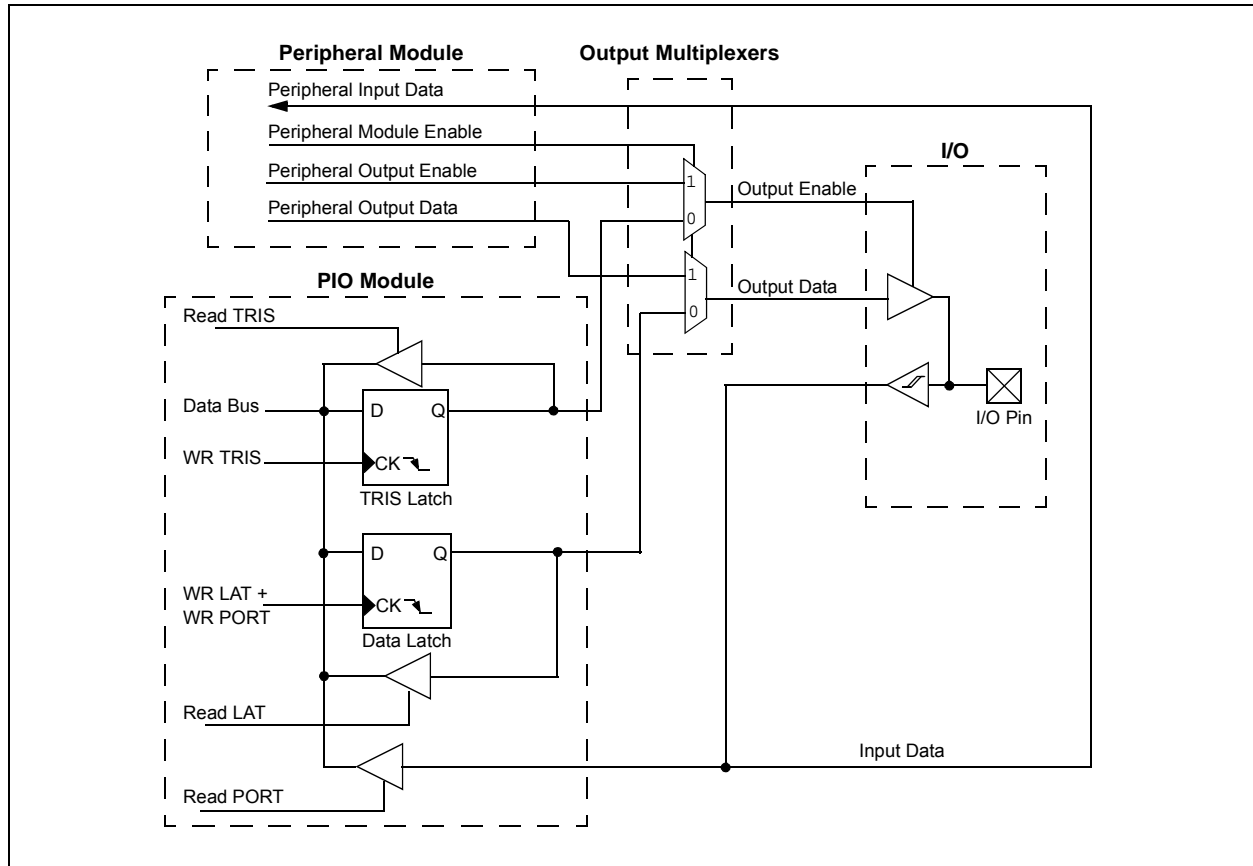 Peripheral Module
Output Multiplexers
Peripheral Input Data
Peripheral Module Enable
Peripheral Output Enable
Peripheral Output Data
1
0
1
0
Output Enable
Output Data
I/O
I/O Pin
PIO Module
Read TRIS
Data Bus
D Q
WR TRIS
CK
TRIS Latch
D Q
WR LAT +
WR PORT
CK
Data Latch
Read LAT
Read PORT
Input Data